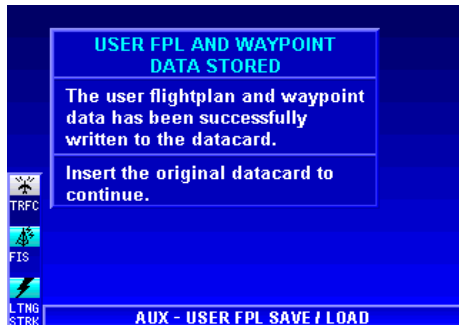 USER FPL AND WAYPOINT
DATA STORED
The user flightplan and waypoint
data has been successfully
written to the datacard.
Insert the original datacard to
continue.
TRFC
FIS
LTNG
STRK
AUX - USER FPL SAVE / LOAD